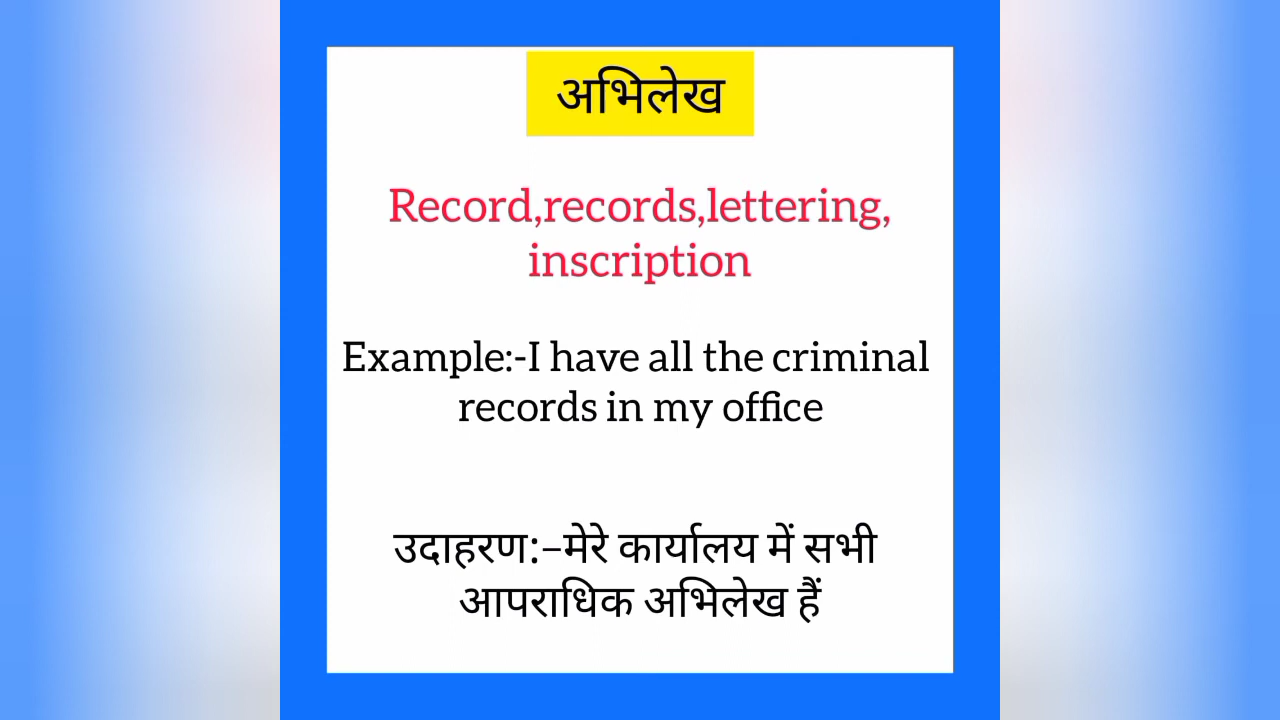 अभिलेख
Record,records,lettering,
inscription
Example:-I have all the criminal
records in my office
उदाहरण:–मेरे कार्यालय में सभी
आपराधिक अभिलेख हैं